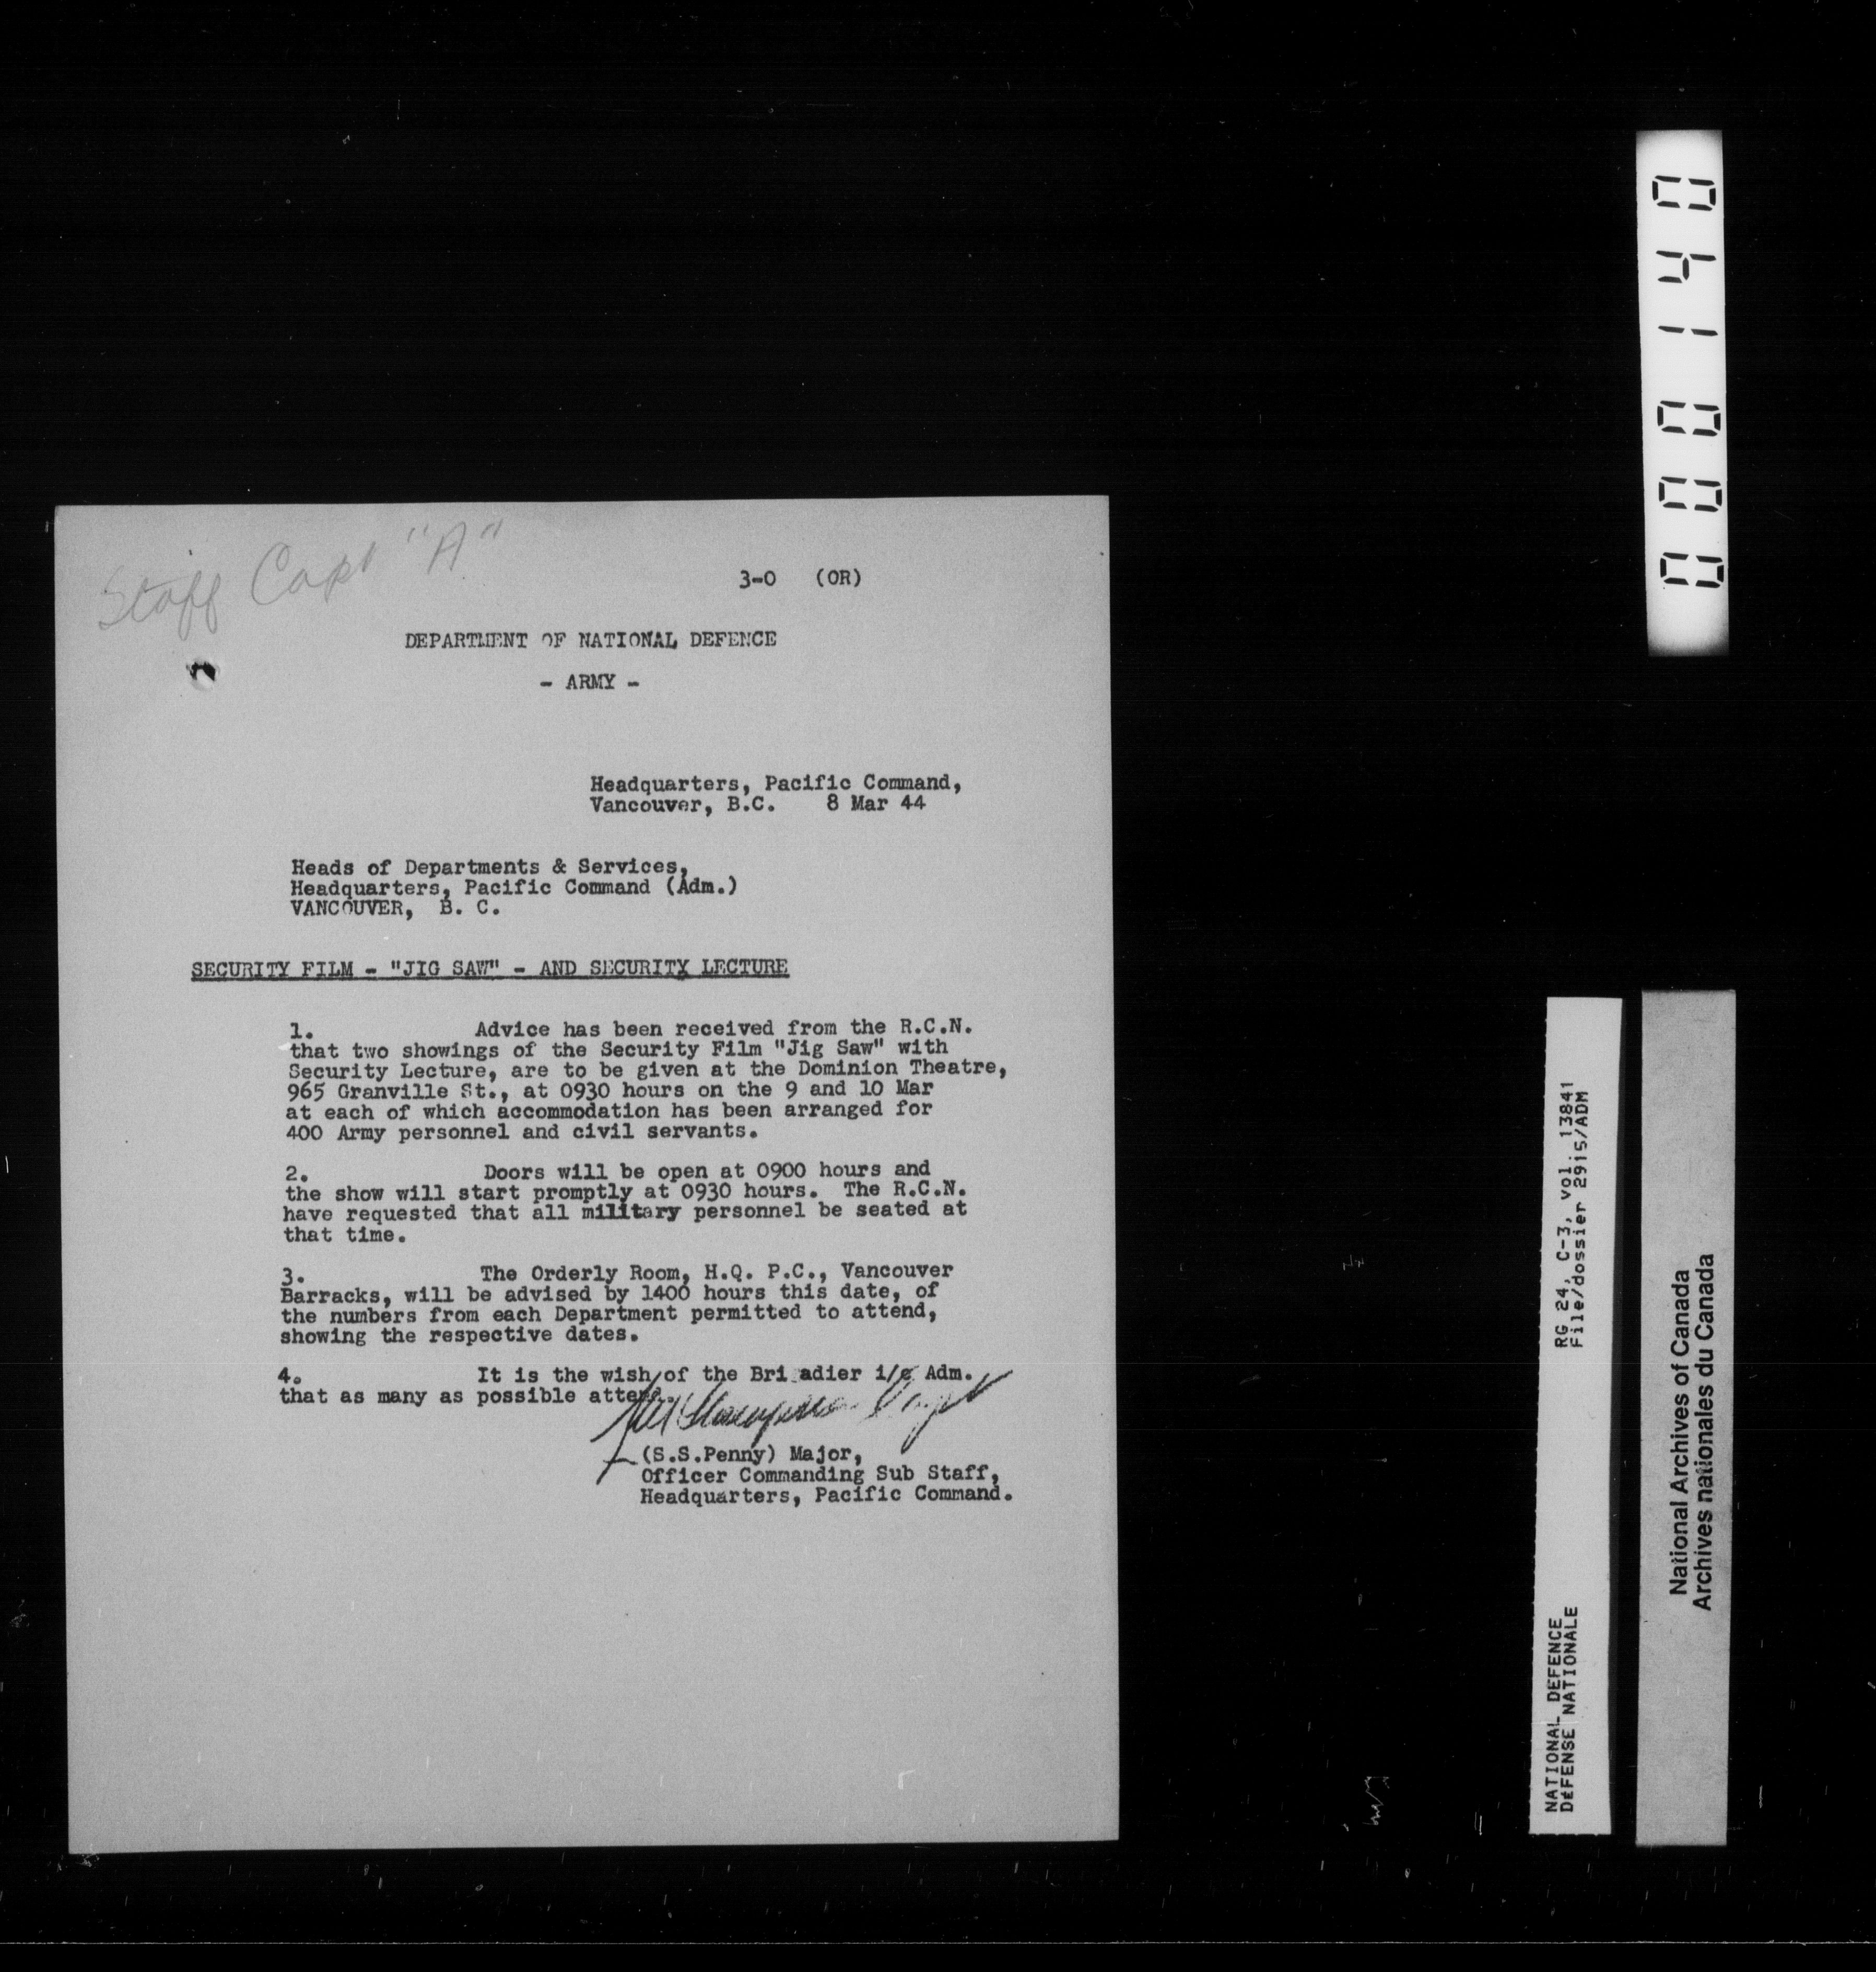 Staff Capt "A"
3-0 (OR)
DEPARTMENT OF NATIONAL DEFENCE
- ARMY -
Headquarters, Pacific Command,
Vancouver, B.C. 8 Mar 44
Heads of Departments & Services,
Headquarters, Pacific Command (Adm.)
VANCOUVER, B. C.
SECURITY FILM - "JIG SAW" - AND SECURITY LECTURE
1. Advice has been received from the R.C.N.
that two showings of the Security Film "Jig Saw" with
Security Lecture, are to be given at the Dominion Theatre,
965 Granville St., at 0930 hours on the 9 and 10 Mar
at each of which accommodation has been arranged for
400 Army personnel and civil servants.
2. Doors will be open at 0900 hours and
the show will start promptly at 0930 hours. The R.C.N.
have requested that all military personnel be seated at
that time.
3. The Orderly Room, H.Q. P.C., Vancouver
Barracks, will be advised by 1400 hours this date, of
the numbers from each Department permitted to attend,
showing the respective dates.
4. It is the wish of the Bri adier i/c Adm.
that as many as possible attend.
(S.S.Penny) Major,
Officer Commanding Sub Staff,
Headquarters, Pacific Command.
000140
RG 24, C-3, vol. 13841
File/dossier 2915/ADM
NATIONAL DEFENCE
DÉFENSE NATIONALE
National Archives of Canada
Archives nationales du Canada